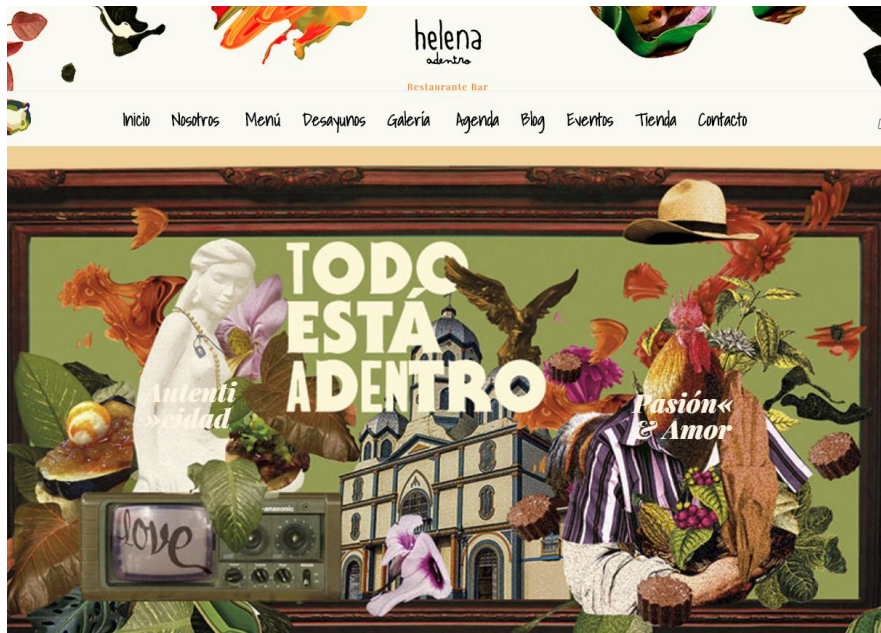 helena
adentro
Restaurante Bar
Inicio Nosotros Menú Desayunos Galería Agenda Blog Eventos Tienda Contacto
TODO
ESTÁ
ADENTRO
Autenti
»cidad
Pasión«
& Amor
Panasonic
love